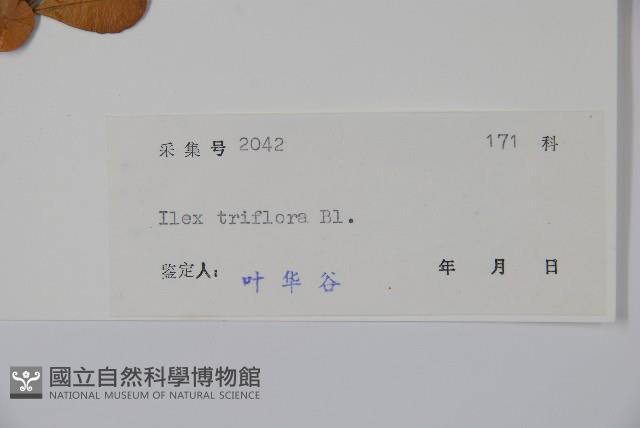 采集号 2042 171 科
Ilex triflora Bl.
鉴定人: 叶华谷 年 月 日
國立自然科學博物館
NATIONAL MUSEUM OF NATURAL SCIENCE